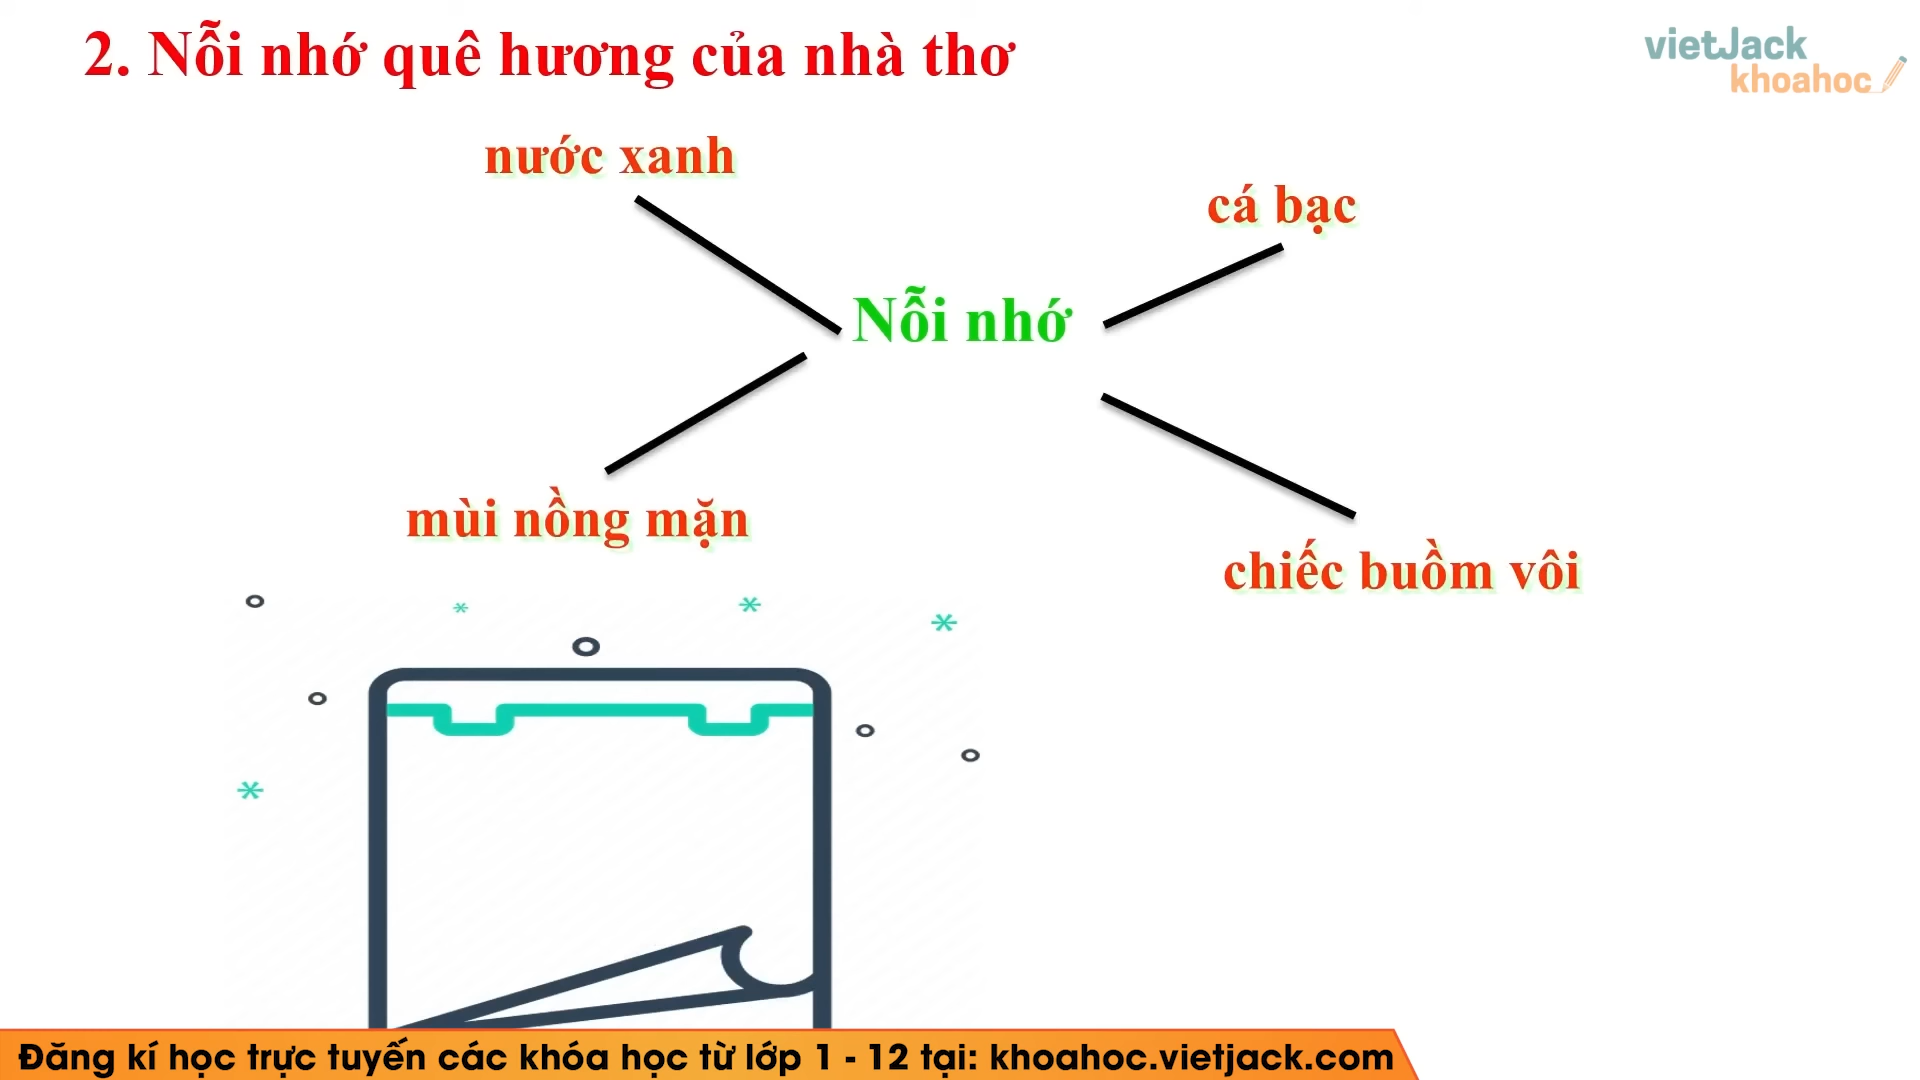 2. Nỗi nhớ quê hương của nhà thơ
vietJack
khoahoc
nước xanh
cá bạc
Nỗi nhớ
mùi nồng mặn
chiếc buồm vôi
Đăng kí học trực tuyến các khóa học từ lớp 1 - 12 tại: khoahoc.vietjack.com